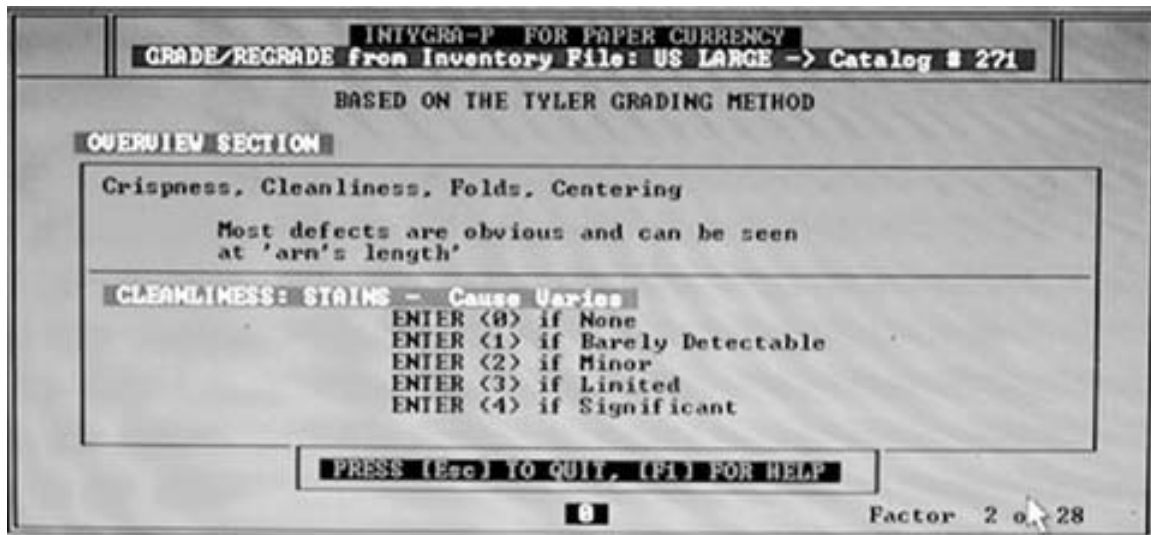 INTYGRA-P FOR PAPER CURRENCY
GRADE/REGRADE from Inventory File: US LARGE -> Catalog # 271
BASED ON THE TYLER GRADING METHOD
OVERVIEW SECTION
Crispness, Cleanliness, Folds, Centering
Most defects are obvious and can be seen
at 'arm's length'
CLEANLINESS: STAINS - Cause Varies
ENTER <0> if None
ENTER <1> if Barely Detectable
ENTER <2> if Minor
ENTER <3> if Limited
ENTER <4> if Significant
PRESS [Esc] TO QUIT, [F1] FOR HELP
0
Factor 2 of 28